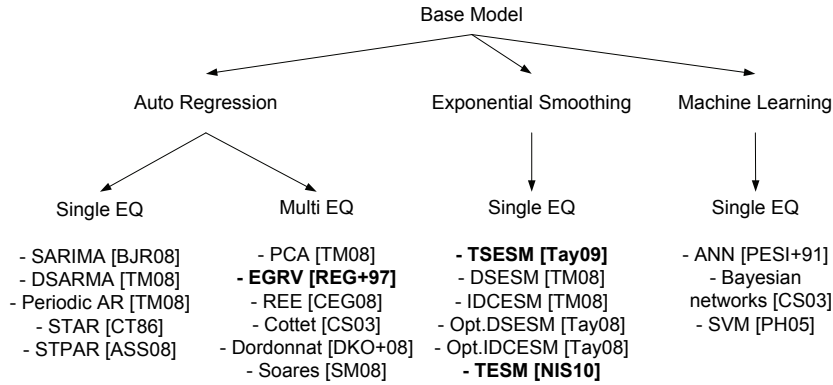 Base Model
Auto Regression
Exponential Smoothing
Machine Learning
Single EQ
Multi EQ
Single EQ
Single EQ
- SARIMA [BJR08]
- DSARMA [TM08]
- Periodic AR [TM08]
- STAR [CT86]
- STPAR [ASS08]
- PCA [TM08]
- EGRV [REG+97]
- REE [CEG08]
- Cottet [CS03]
- Dordonnat [DKO+08]
- Soares [SM08]
- TSESM [Tay09]
- DSESM [TM08]
- IDCESM [TM08]
- Opt.DSESM [Tay08]
- Opt.IDCESM [Tay08]
- TESM [NIS10]
- ANN [PESI+91]
- Bayesian
networks [CS03]
- SVM [PH05]